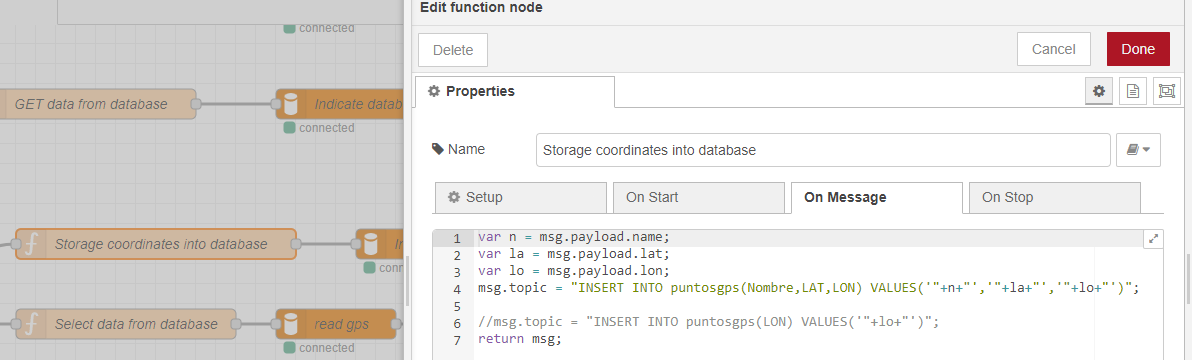 Edit function node
connected
Delete
Cancel
Done
GET data from database
Indicate datab
connected
Properties
Name
Storage coordinates into database
Setup
On Start
On Message
On Stop
Storage coordinates into database
conr
Select data from database
read gps
connected
1 var n = msg.payload.name;
2 var la = msg.payload.lat;
3 var lo = msg.payload.lon;
4 msg.topic = "INSERT INTO puntosgps(Nombre,LAT,LON) VALUES('"+n+"','"+la+"','"+lo+"')";
5
6 //msg.topic = "INSERT INTO puntosgps(LON) VALUES('"+lo+"')";
7 return msg;